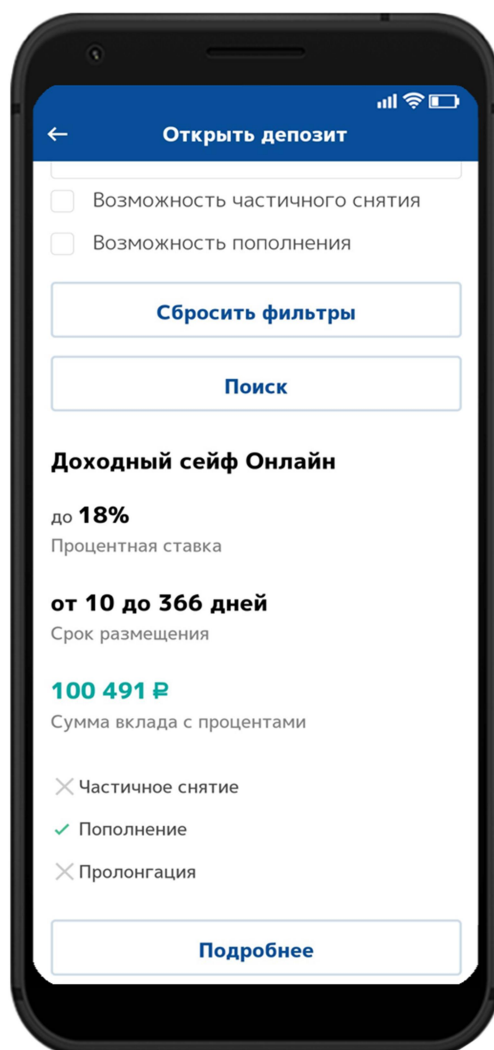 Открыть депозит
Возможность частичного снятия
Возможность пополнения
Сбросить фильтры
Поиск
Доходный сейф Онлайн
до 18%
Процентная ставка
от 10 до 366 дней
Срок размещения
100 491 ₽
Сумма вклада с процентами
Частичное снятие
Пополнение
Пролонгация
Подробнее